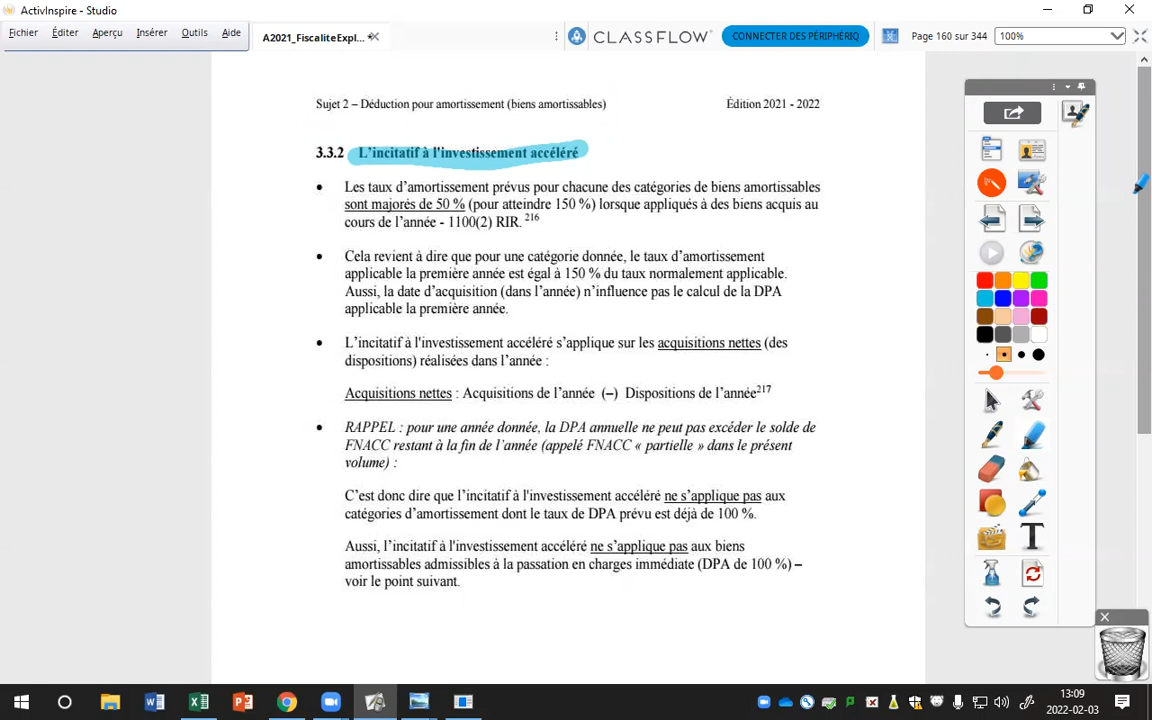 ActivInspire - Studio
Fichier Éditer Aperçu Insérer Outils Aide
A2021_FiscaliteExpl...
CLASSFLOW
CONNECTER DES PÉRIPHÉRIQ
Page 160 sur 344
100%
Sujet 2 – Déduction pour amortissement (biens amortissables)
Édition 2021 - 2022
3.3.2 L'incitatif à l'investissement accéléré
• Les taux d'amortissement prévus pour chacune des catégories de biens amortissables
sont majorés de 50 % (pour atteindre 150 %) lorsque appliqués à des biens acquis au
cours de l'année - 1100(2) RIR. 216
• Cela revient à dire que pour une catégorie donnée, le taux d'amortissement
applicable la première année est égal à 150 % du taux normalement applicable.
Aussi, la date d'acquisition (dans l'année) n'influence pas le calcul de la DPA
applicable la première année.
• L'incitatif à l'investissement accéléré s'applique sur les acquisitions nettes (des
dispositions) réalisées dans l'année :
Acquisitions nettes : Acquisitions de l'année (–) Dispositions de l'année217
• RAPPEL : pour une année donnée, la DPA annuelle ne peut pas excéder le solde de
FNACC restant à la fin de l'année (appelé FNACC « partielle » dans le présent
volume) :
C'est donc dire que l'incitatif à l'investissement accéléré ne s'applique pas aux
catégories d'amortissement dont le taux de DPA prévu est déjà de 100 %.
Aussi, l'incitatif à l'investissement accéléré ne s'applique pas aux biens
amortissables admissibles à la passation en charges immédiate (DPA de 100 %) –
voir le point suivant.
13:09
2022-02-03